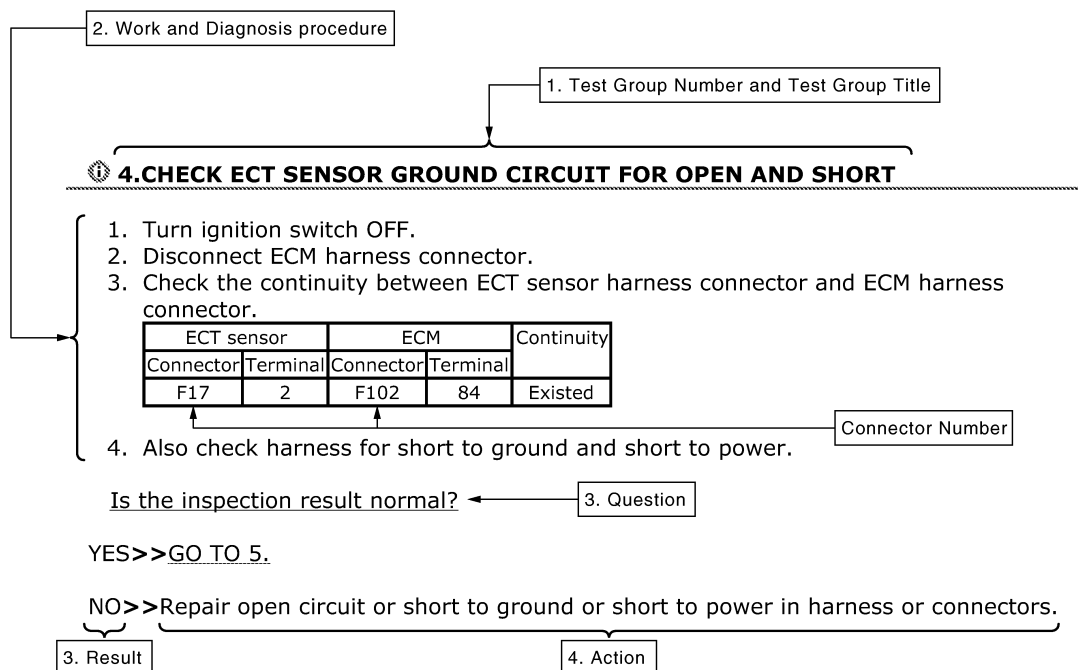 2. Work and Diagnosis procedure
1. Test Group Number and Test Group Title
4.CHECK ECT SENSOR GROUND CIRCUIT FOR OPEN AND SHORT
1. Turn ignition switch OFF.
2. Disconnect ECM harness connector.
3. Check the continuity between ECT sensor harness connector and ECM harness
connector.
ECT sensor ECM Continuity
Connector Terminal Connector Terminal
F17 2 F102 84 Existed
Connector Number
4. Also check harness for short to ground and short to power.
Is the inspection result normal? 3. Question
YES>>GO TO 5.
NO>>Repair open circuit or short to ground or short to power in harness or connectors.
3. Result 4. Action